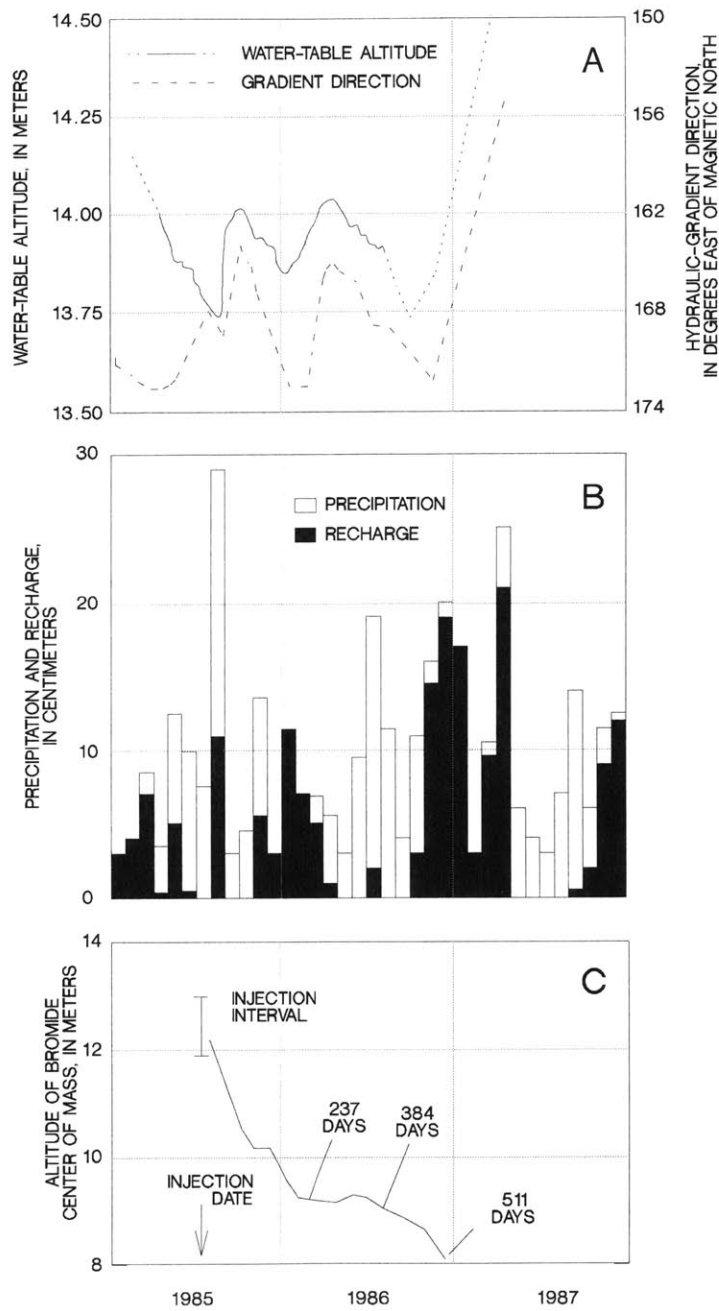 A
WATER-TABLE ALTITUDE
GRADIENT DIRECTION
WATER-TABLE ALTITUDE, IN METERS
14.50
14.25
14.00
13.75
13.50
150
156
162
168
174
HYDRAULIC-GRADIENT DIRECTION,
IN DEGREES EAST OF MAGNETIC NORTH
B
PRECIPITATION
RECHARGE
PRECIPITATION AND RECHARGE,
IN CENTIMETERS
30
20
10
0
C
ALTITUDE OF BROMIDE
CENTER OF MASS, IN METERS
14
12
10
8
INJECTION
INTERVAL
INJECTION
DATE
237
DAYS
384
DAYS
511
DAYS
1985
1986
1987